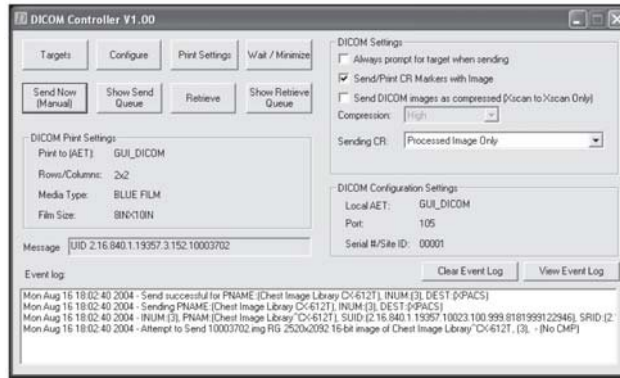 DICOM Controller V1.00
Targets
Configure
Print Settings
Wait / Minimize
Send Now (Manual)
Show Send Queue
Retrieve
Show Retrieve Queue
DICOM Settings
Always prompt for target when sending
Send/Print CR Markers with Image
Send DICOM images as compressed (Xscan to Xscan Only)
Compression: High
Sending CR: Processed Image Only
DICOM Print Settings
Print to (AET): GUI_DICOM
Rows/Columns: 2x2
Media Type: BLUE FILM
Film Size: 8INX10IN
DICOM Configuration Settings
Local AET: GUI_DICOM
Port: 105
Serial #/Site ID: 00001
Message UID 2.16.840.1.19357.3.152.10003702
Event log:
Clear Event Log
View Event Log
Mon Aug 16 18:02:40 2004 - Send successful for PNAME:(Chest Image Library CX-612T), INUM:(3), DEST:(XPACS)
Mon Aug 16 18:02:40 2004 - Sending PNAME:(Chest Image Library CX-612T), INUM:(3), DEST:(XPACS)
Mon Aug 16 18:02:40 2004 - INUM:(3), PNAM:(Chest Image Library^CX-612T), SUID:(2.16.840.1.19357.10023.100.999.8181999122946), SRID:(2.
Mon Aug 16 18:02:40 2004 - Attempt to Send 10003702.img RG 2520x2092 16-bit image of Chest Image Library^CX-612T, (3), - (No CMP)